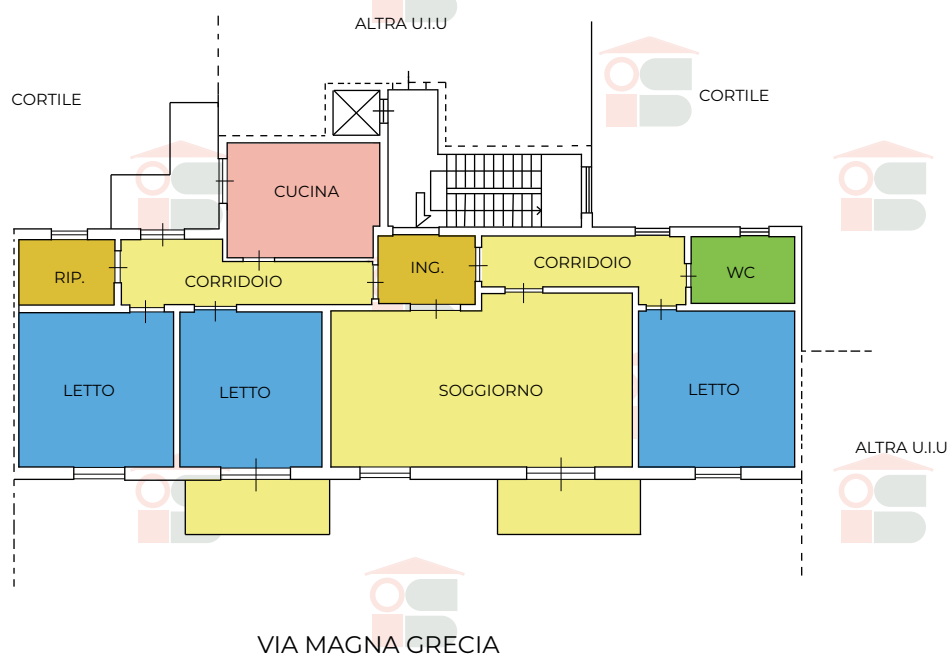 ALTRA U.I.U
CORTILE
CORTILE
CUCINA
RIP.
CORRIDOIO
ING.
CORRIDOIO
WC
LETTO
LETTO
SOGGIORNO
LETTO
ALTRA U.I.U
VIA MAGNA GRECIA